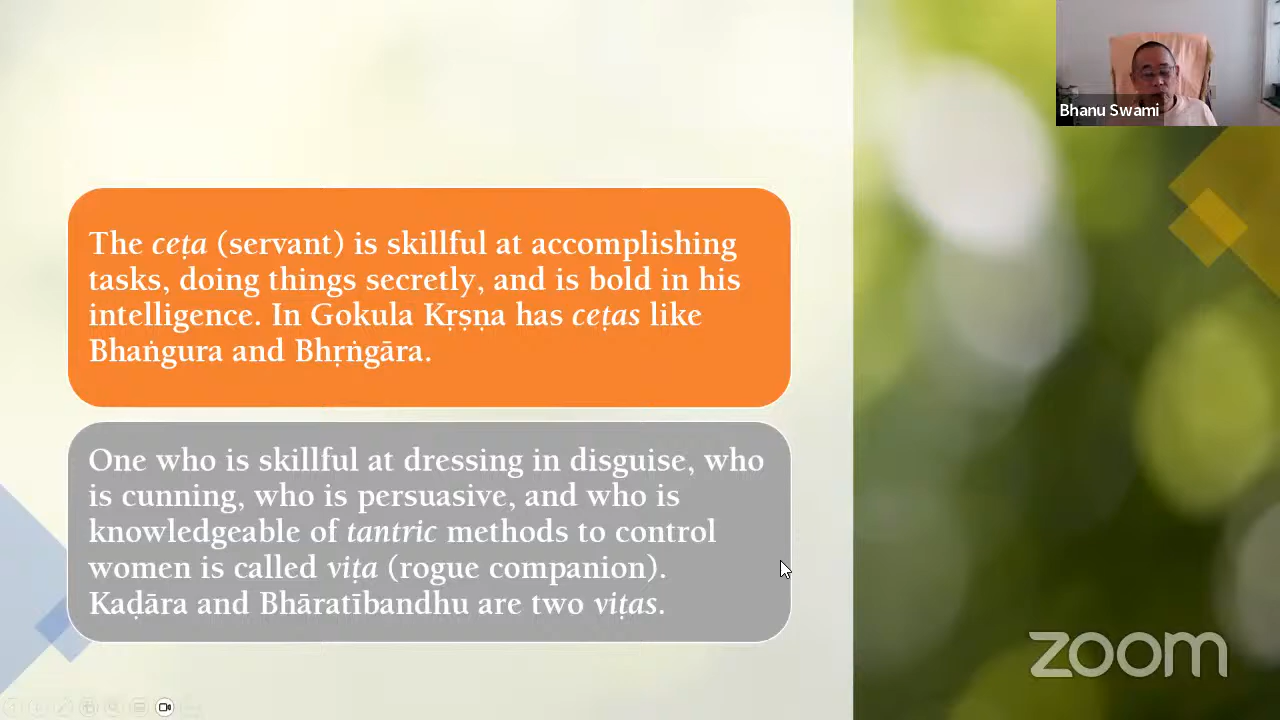 Bhanu Swami
The ceṭa (servant) is skillful at accomplishing
tasks, doing things secretly, and is bold in his
intelligence. In Gokula Kṛṣṇa has ceṭas like
Bhaṅgura and Bhṛṅgāra.
One who is skillful at dressing in disguise, who
is cunning, who is persuasive, and who is
knowledgeable of tantric methods to control
women is called viṭa (rogue companion).
Kaḍāra and Bhāratībandhu are two viṭas.
zoom